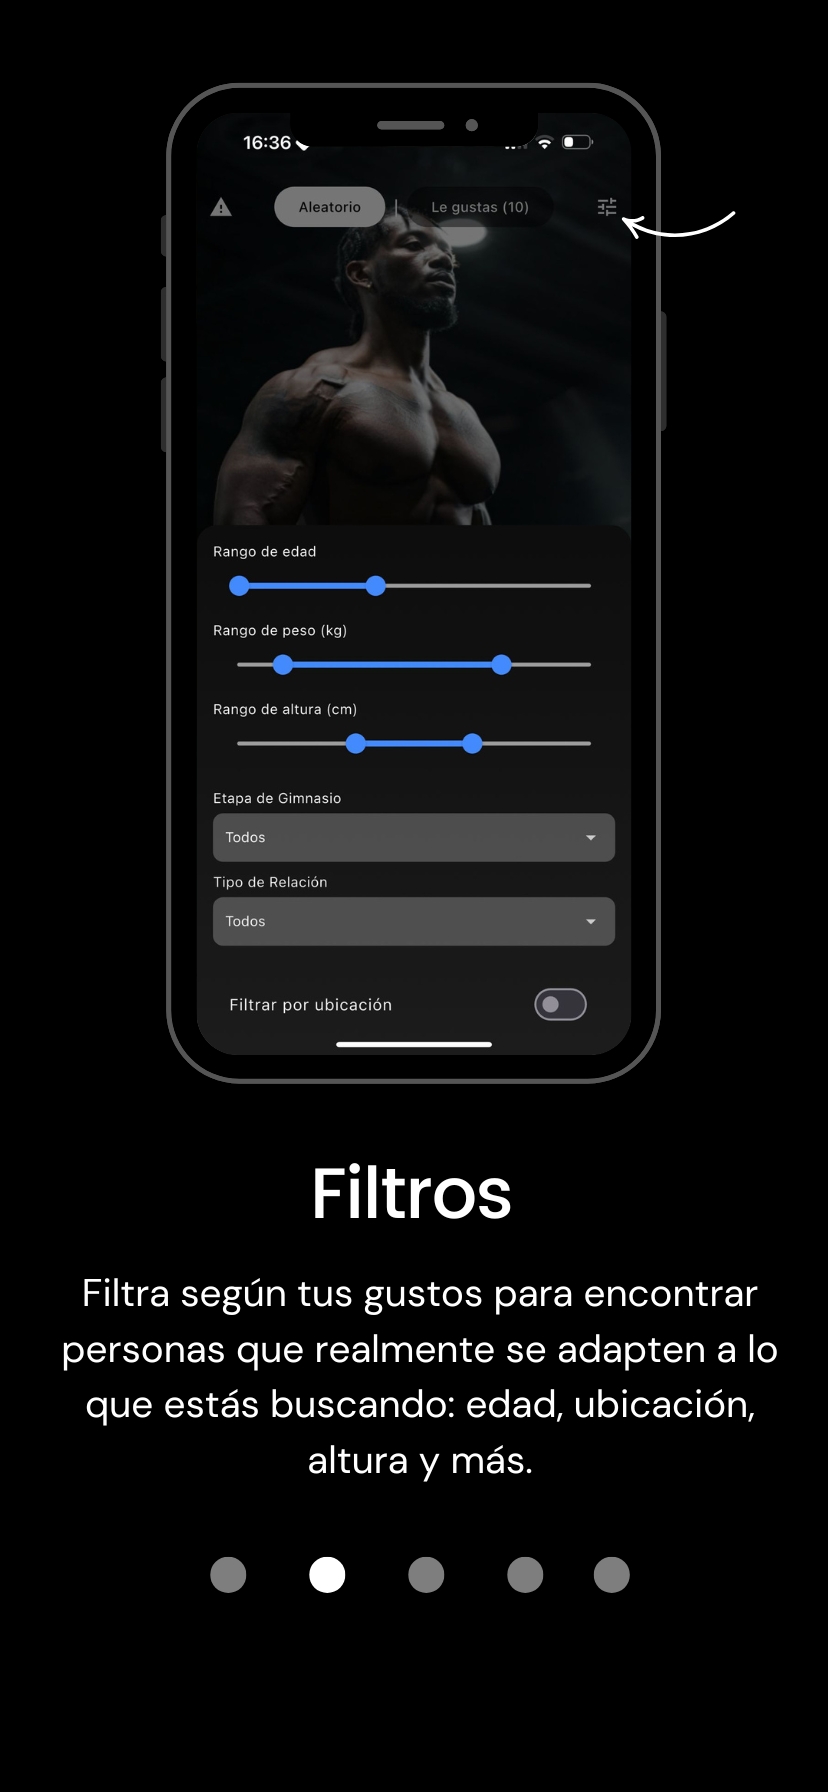 16:36
Aleatorio | Le gustas (10)
Rango de edad
Rango de peso (kg)
Rango de altura (cm)
Etapa de Gimnasio
Todos
Tipo de Relación
Todos
Filtrar por ubicación
Filtros
Filtra según tus gustos para encontrar
personas que realmente se adapten a lo
que estás buscando: edad, ubicación,
altura y más.